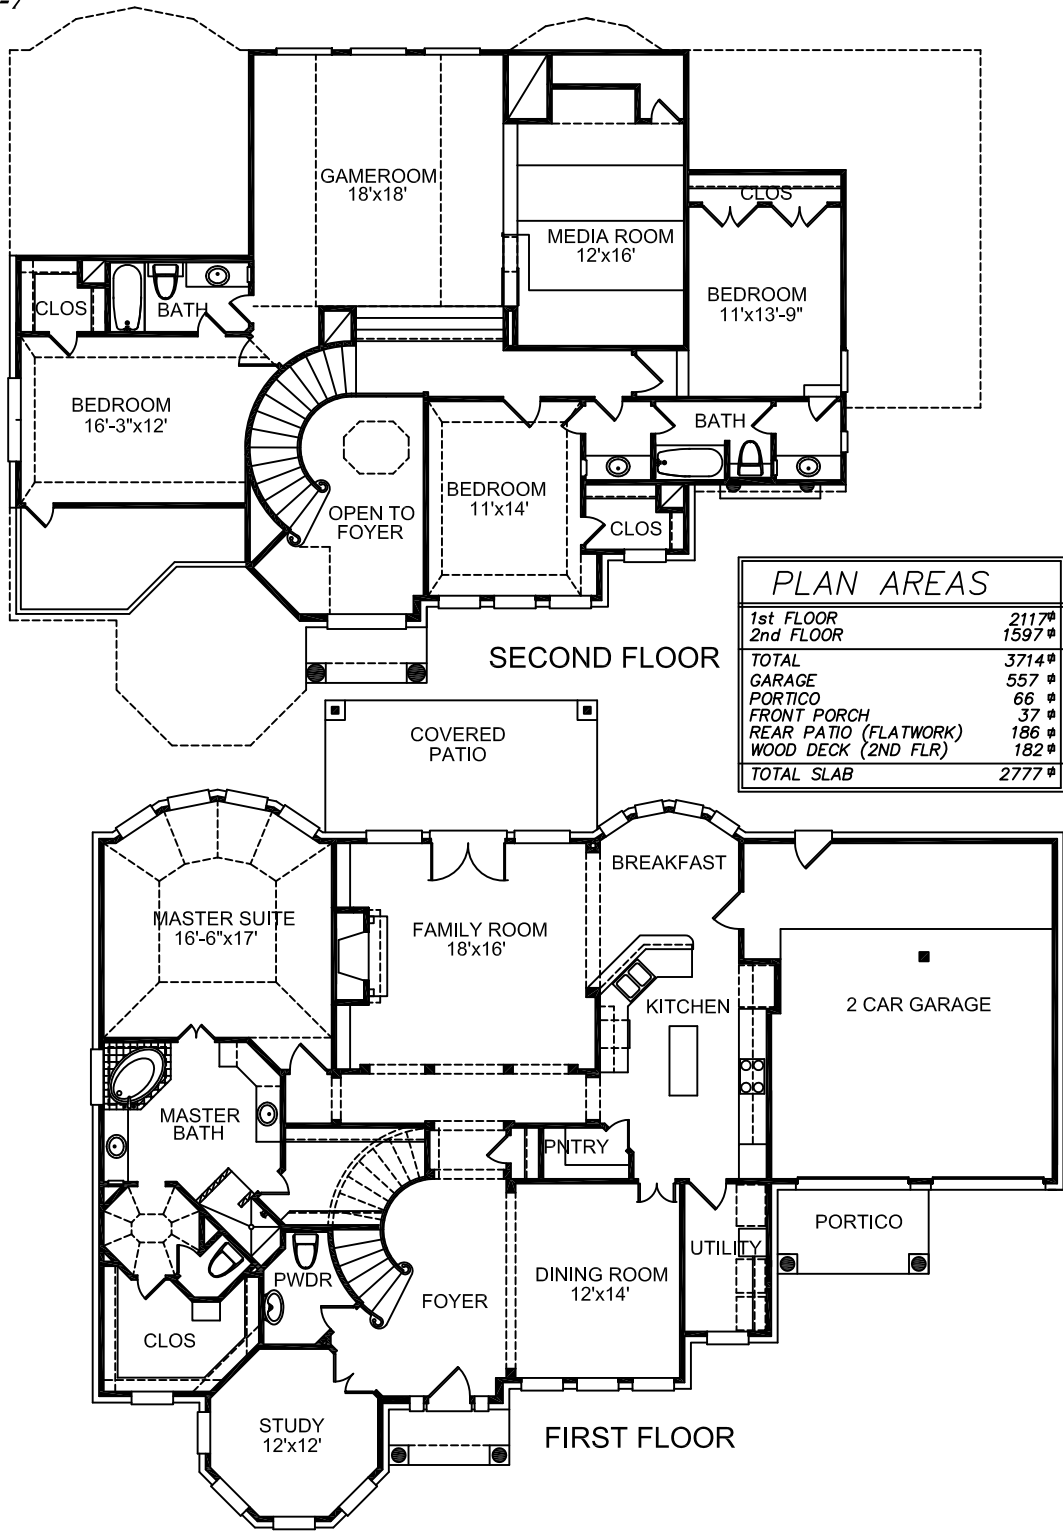 GAMEROOM
18'x18'
MEDIA ROOM
12'x16'
CLOS
BEDROOM
11'x13'-9"
CLOS
BATH
BEDROOM
16'-3"x12'
BATH
BEDROOM
11'x14'
OPEN TO
FOYER
CLOS
SECOND FLOOR
PLAN AREAS
1st FLOOR 2117
2nd FLOOR 1597
TOTAL 3714
GARAGE 557
PORTICO 66
FRONT PORCH 37
REAR PATIO (FLATWORK) 186
WOOD DECK (2ND FLR) 182
TOTAL SLAB 2777
COVERED
PATIO
BREAKFAST
MASTER SUITE
16'-6"x17'
FAMILY ROOM
18'x16'
KITCHEN
2 CAR GARAGE
MASTER
BATH
PNTRY
PORTICO
UTILITY
PWDR
DINING ROOM
12'x14'
FOYER
CLOS
STUDY
12'x12'
FIRST FLOOR